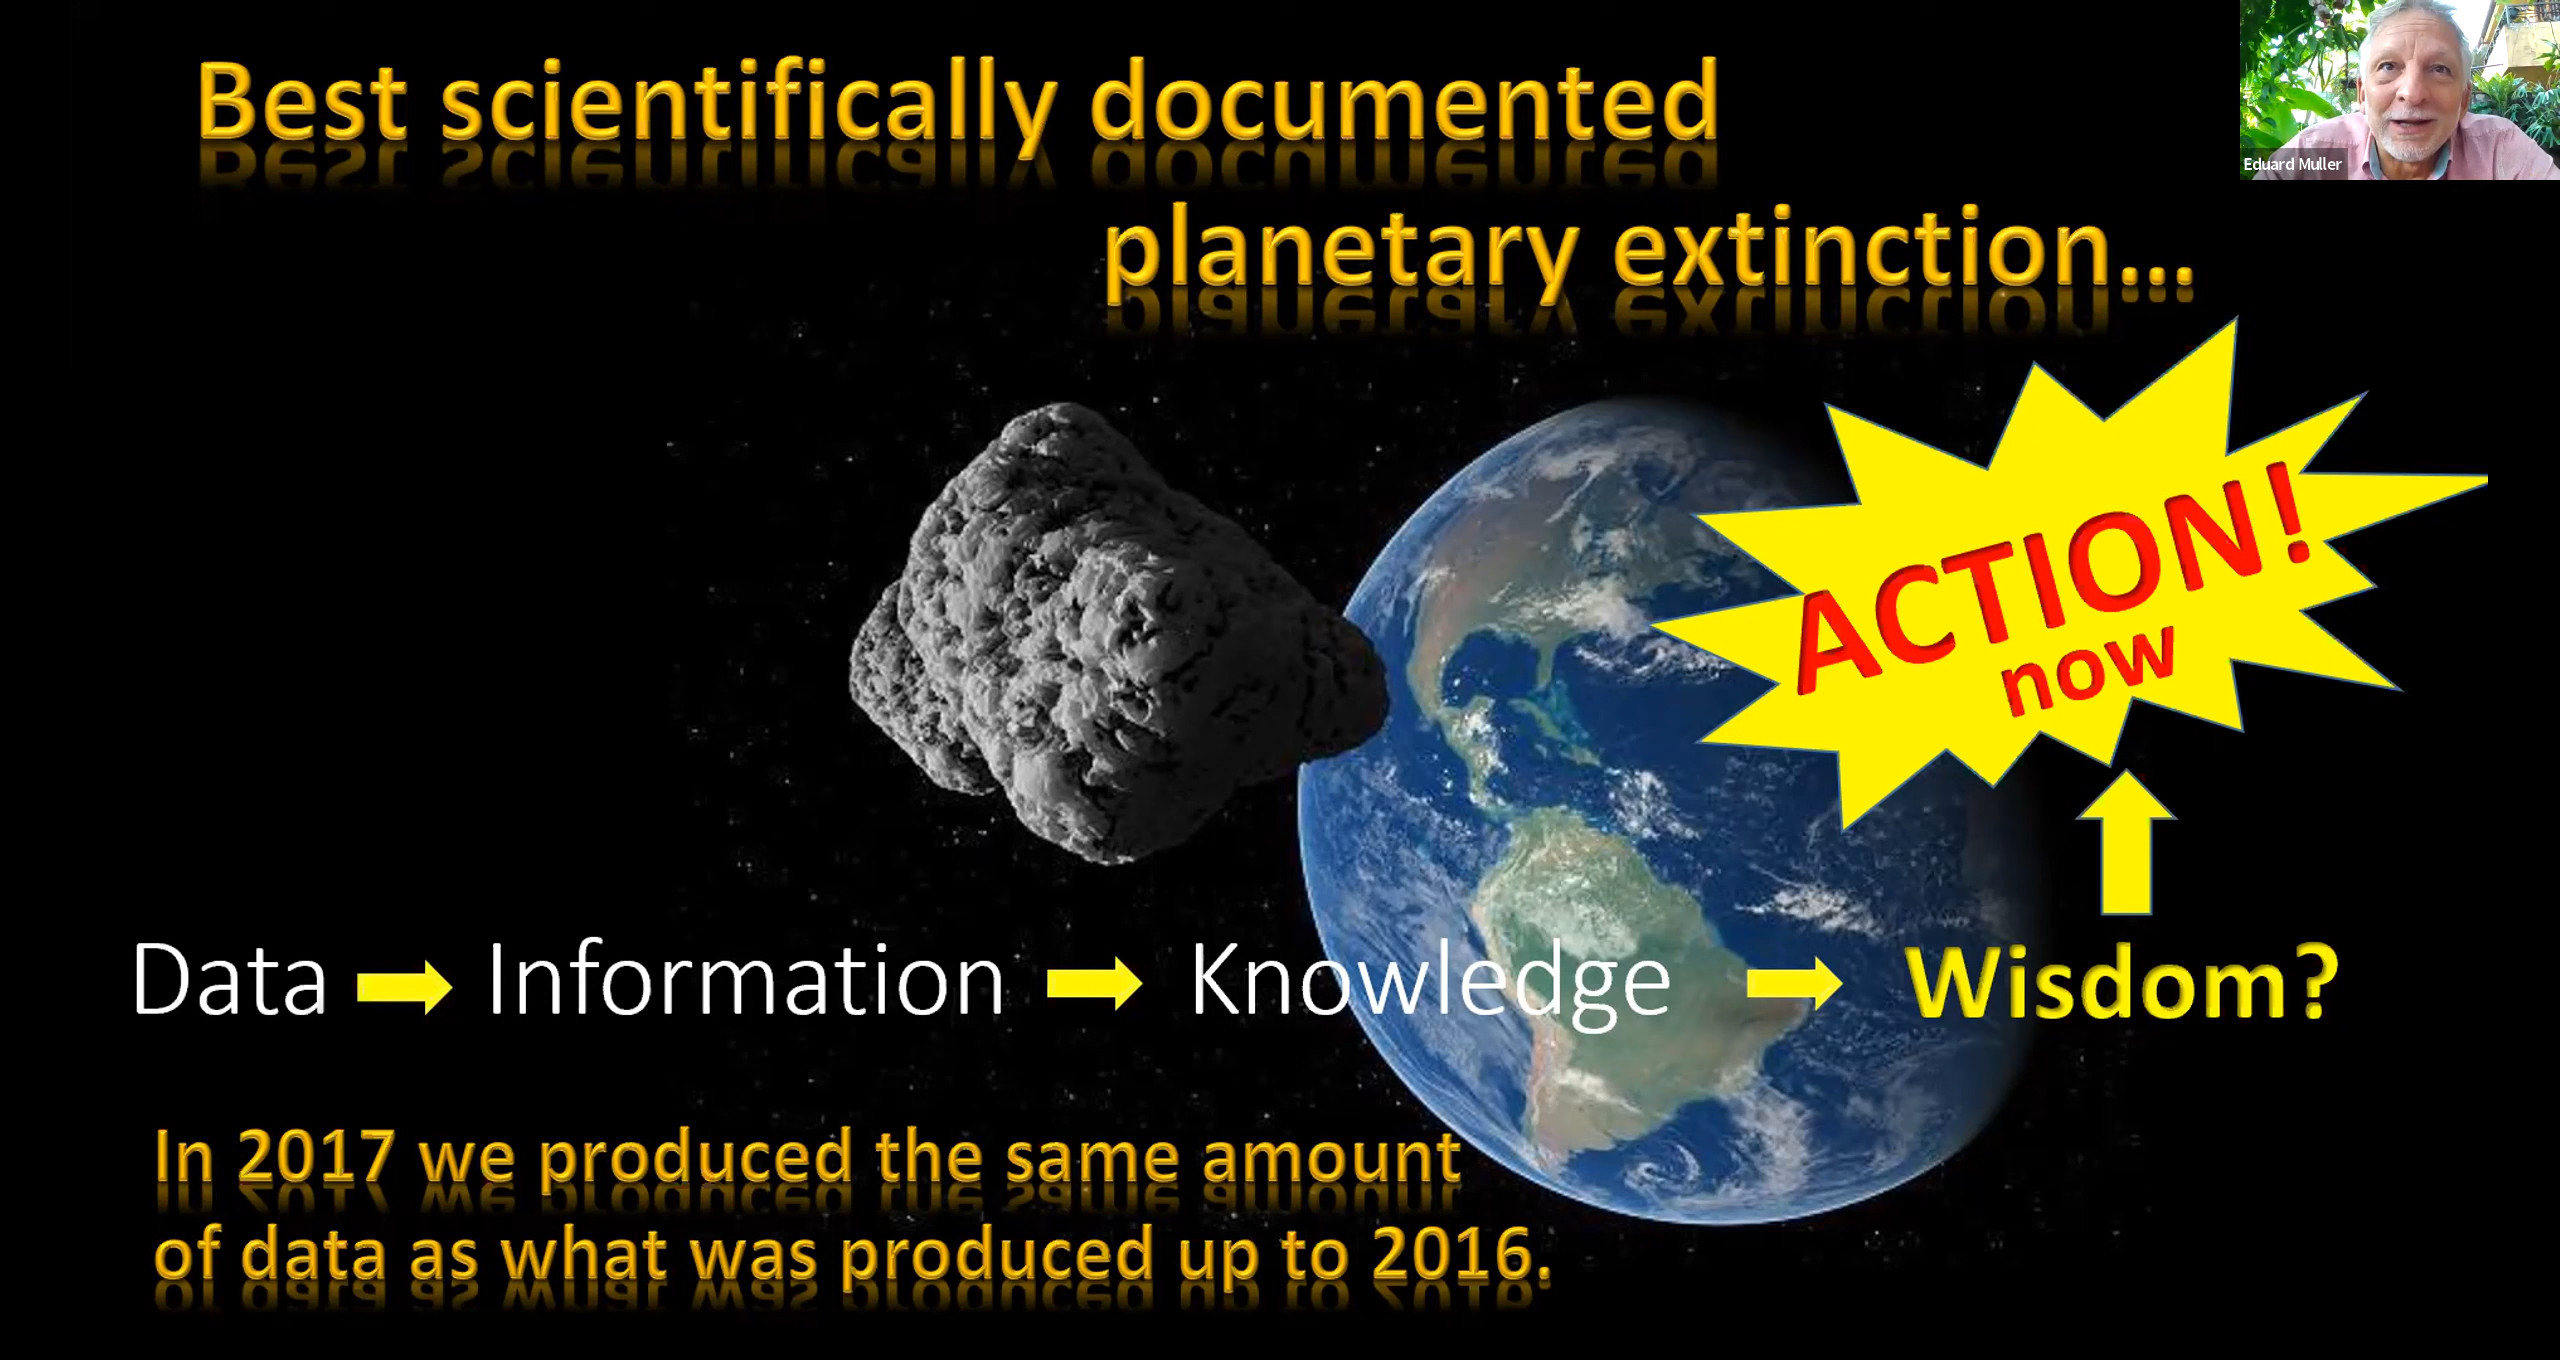 Best scientifically documented
planetary extinction...
Eduard Muller
ACTION!
now
Data Information Knowledge Wisdom?
In 2017 we produced the same amount
of data as what was produced up to 2016.